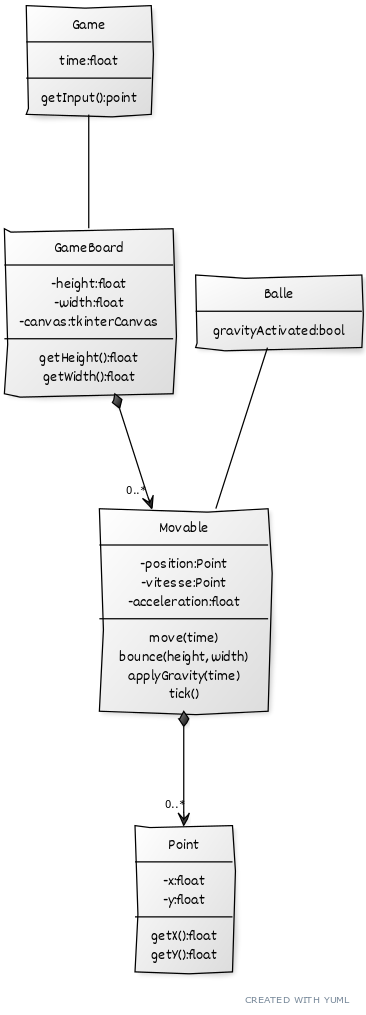 Game
time:float
getInput():point
GameBoard
-height:float
-width:float
-canvas:tkinterCanvas
getHeight():float
getWidth():float
Balle
gravityActivated:bool
0..*
Movable
-position:Point
-vitesse:Point
-acceleration:float
move(time)
bounce(height, width)
applyGravity(time)
tick()
0..*
Point
-x:float
-y:float
getX():float
getY():float
CREATED WITH YUML